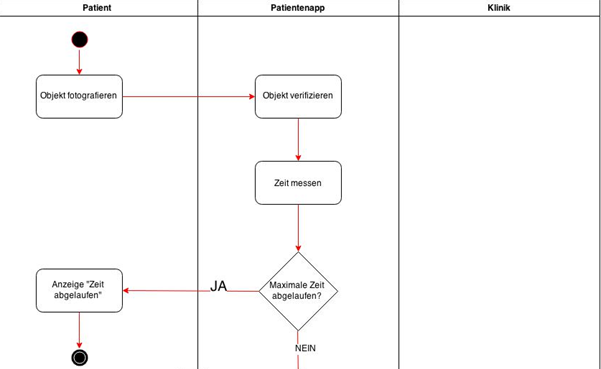 Patient
Patientenapp
Klinik
Objekt fotografieren
Objekt verifizieren
Zeit messen
Anzeige "Zeit
abgelaufen"
JA
Maximale Zeit
abgelaufen?
NEIN